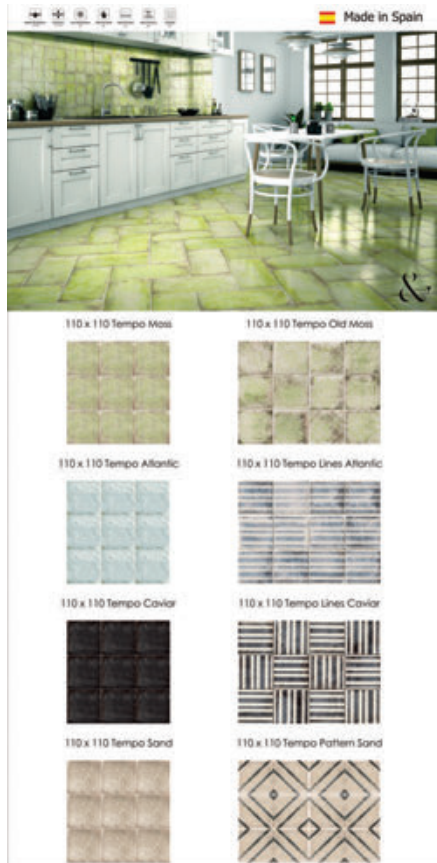 Made in Spain
&
110 x 110 Tempo Moss
110 x 110 Tempo Old Moss
110 x 110 Tempo Atlantic
110 x 110 Tempo Lines Atlantic
110 x 110 Tempo Caviar
110 x 110 Tempo Lines Caviar
110 x 110 Tempo Sand
110 x 110 Tempo Pattern Sand